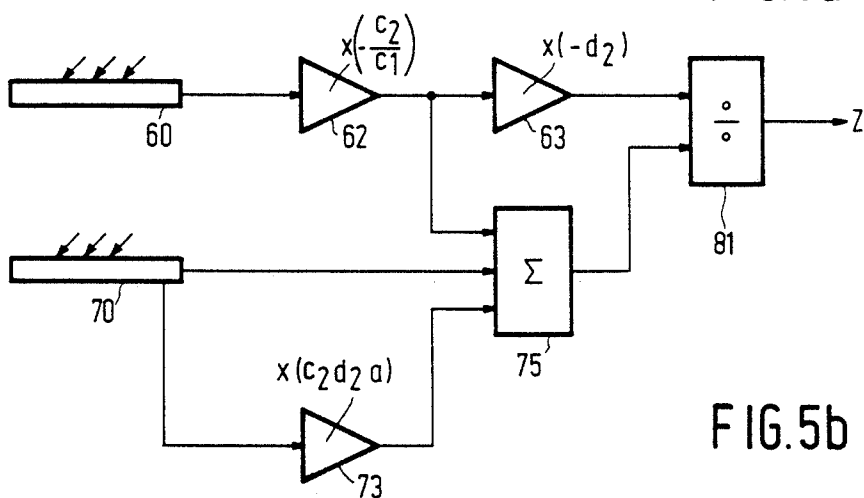 x(-c₂/c1)
x(-d₂)
60
62
63
÷
Z
81
70
Σ
75
x(c₂d₂a)
73
FIG.5b